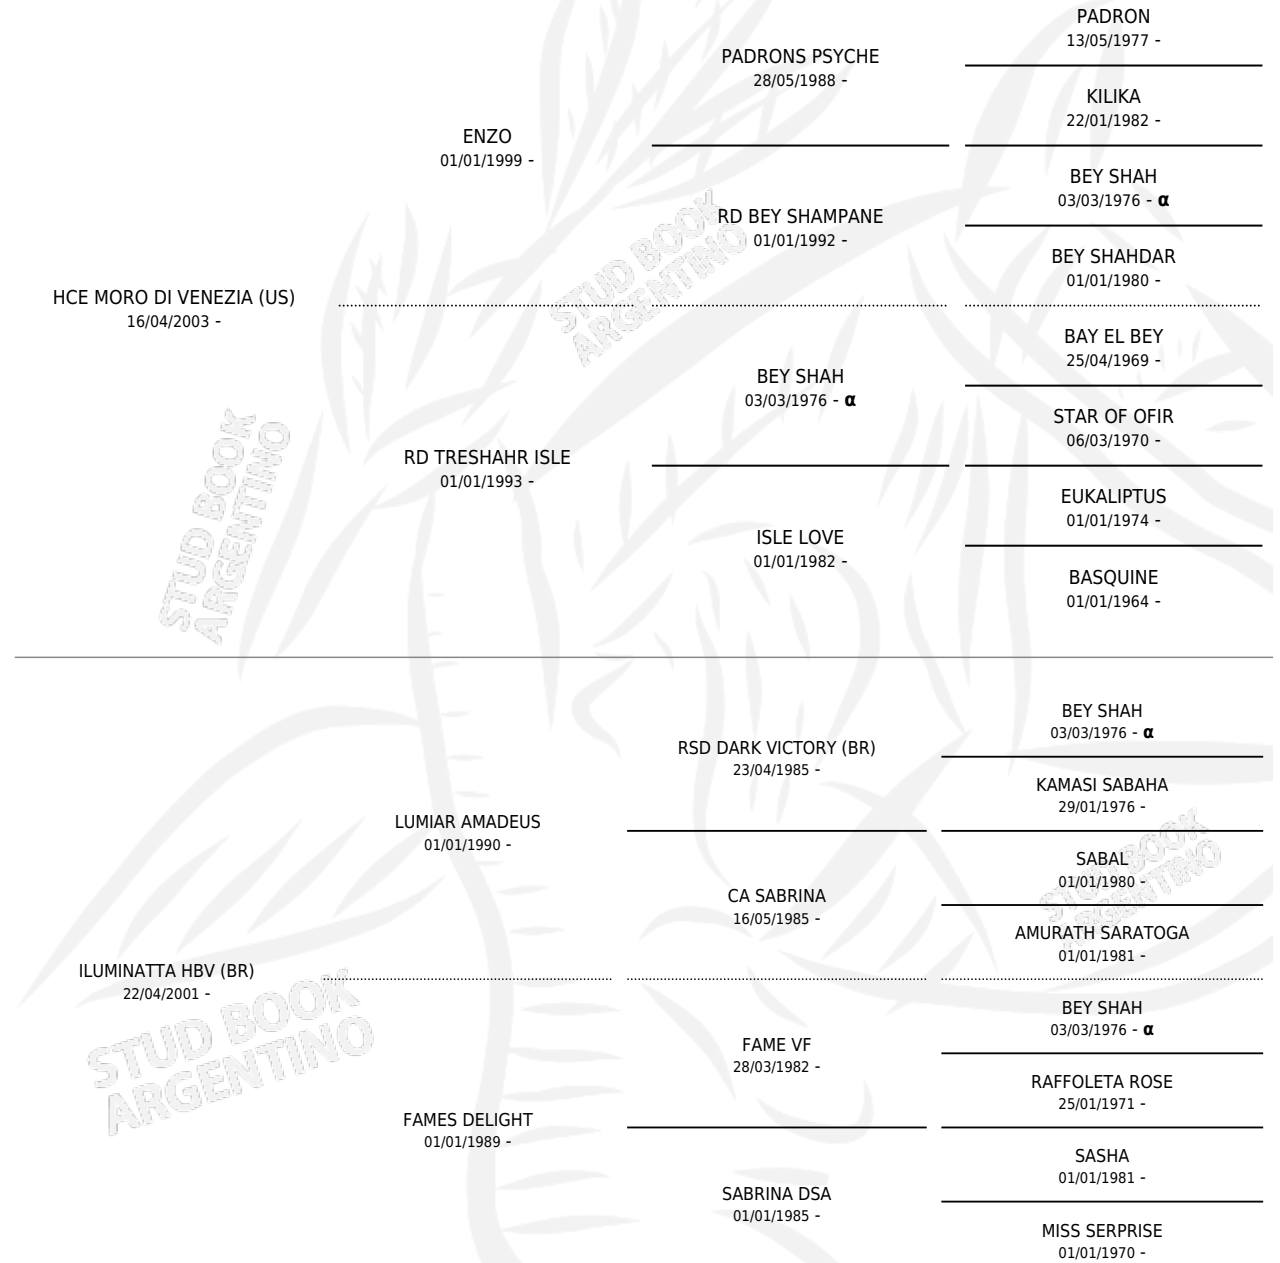 PADRON
13/05/1977 -
PADRONS PSYCHE
28/05/1988 -
KILIKA
22/01/1982 -
ENZO
01/01/1999 -
BEY SHAH
03/03/1976 - α
RD BEY SHAMPANE
01/01/1992 -
BEY SHAHDAR
01/01/1980 -
HCE MORO DI VENEZIA (US)
16/04/2003 -
BAY EL BEY
25/04/1969 -
BEY SHAH
03/03/1976 - α
STAR OF OFIR
06/03/1970 -
RD TRESHAHR ISLE
01/01/1993 -
EUKALIPTUS
01/01/1974 -
ISLE LOVE
01/01/1982 -
BASQUINE
01/01/1964 -
BEY SHAH
03/03/1976 - α
RSD DARK VICTORY (BR)
23/04/1985 -
KAMASI SABAHA
29/01/1976 -
LUMIAR AMADEUS
01/01/1990 -
SABAL
01/01/1980 -
CA SABRINA
16/05/1985 -
AMURATH SARATOGA
01/01/1981 -
ILUMINATTA HBV (BR)
22/04/2001 -
BEY SHAH
03/03/1976 - α
FAME VF
28/03/1982 -
RAFFOLETA ROSE
25/01/1971 -
FAMES DELIGHT
01/01/1989 -
SASHA
01/01/1981 -
SABRINA DSA
01/01/1985 -
MISS SERPRISE
01/01/1970 -
STUD BOOK
ARGENTINO
STUD BOOK
ARGENTINO
STUD BOOK
ARGENTINO
STUD BOOK
ARGENTINO